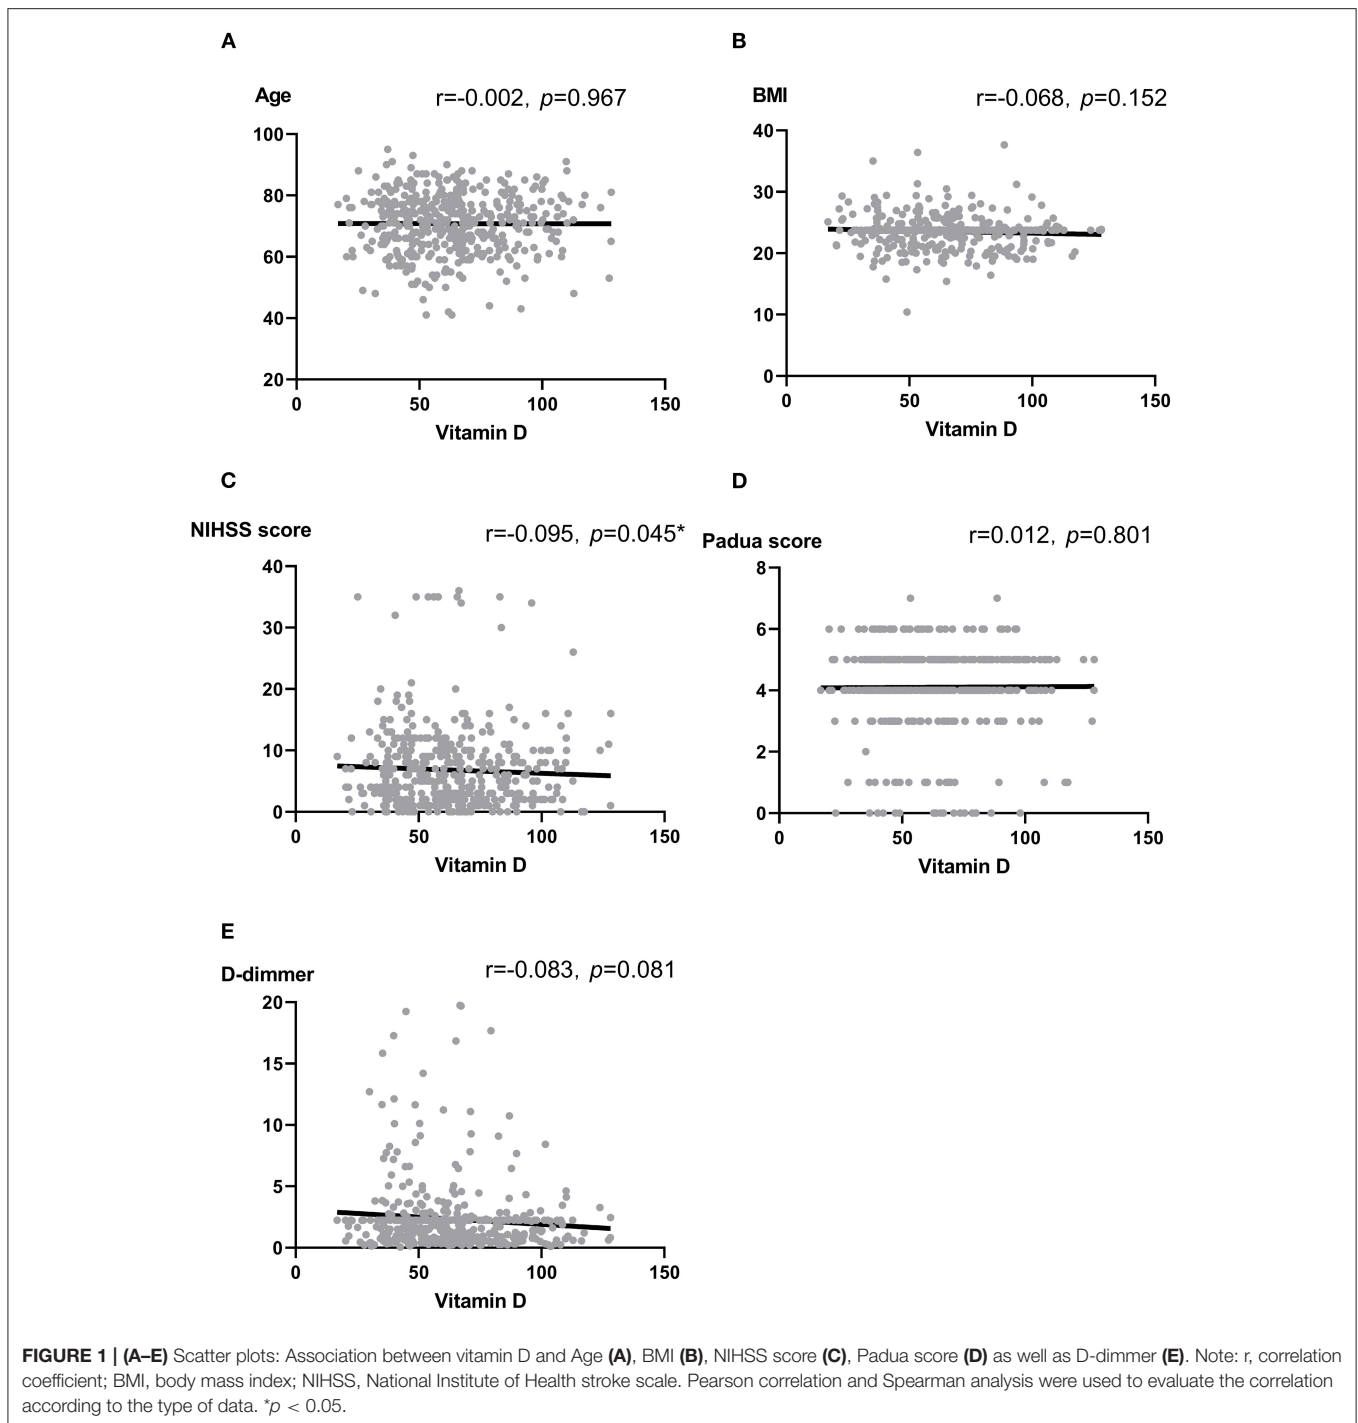 A
Age
r=-0.002, p=0.967
100
80
60
40
20
0 50 100 150
Vitamin D
B
BMI
r=-0.068, p=0.152
40
30
20
10
0
0 50 100 150
Vitamin D
C
NIHSS score
r=-0.095, p=0.045*
40
30
20
10
0
0 50 100 150
Vitamin D
D
Padua score
r=0.012, p=0.801
8
6
4
2
0
0 50 100 150
Vitamin D
E
D-dimmer
r=-0.083, p=0.081
20
15
10
5
0
0 50 100 150
Vitamin D
FIGURE 1 | (A–E) Scatter plots: Association between vitamin D and Age (A), BMI (B), NIHSS score (C), Padua score (D) as well as D-dimmer (E). Note: r, correlation
coefficient; BMI, body mass index; NIHSS, National Institute of Health stroke scale. Pearson correlation and Spearman analysis were used to evaluate the correlation
according to the type of data. *p < 0.05.